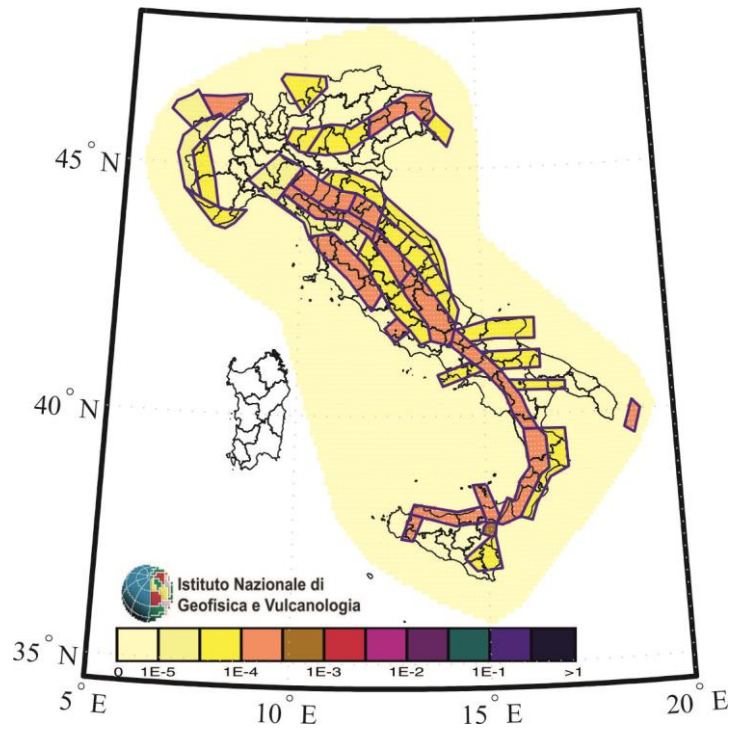 45° N
40° N
Istituto Nazionale di
Geofisica e Vulcanologia
0 1E-5 1E-4 1E-3 1E-2 1E-1 >1
35° N
5° E 10° E 15° E 20° E